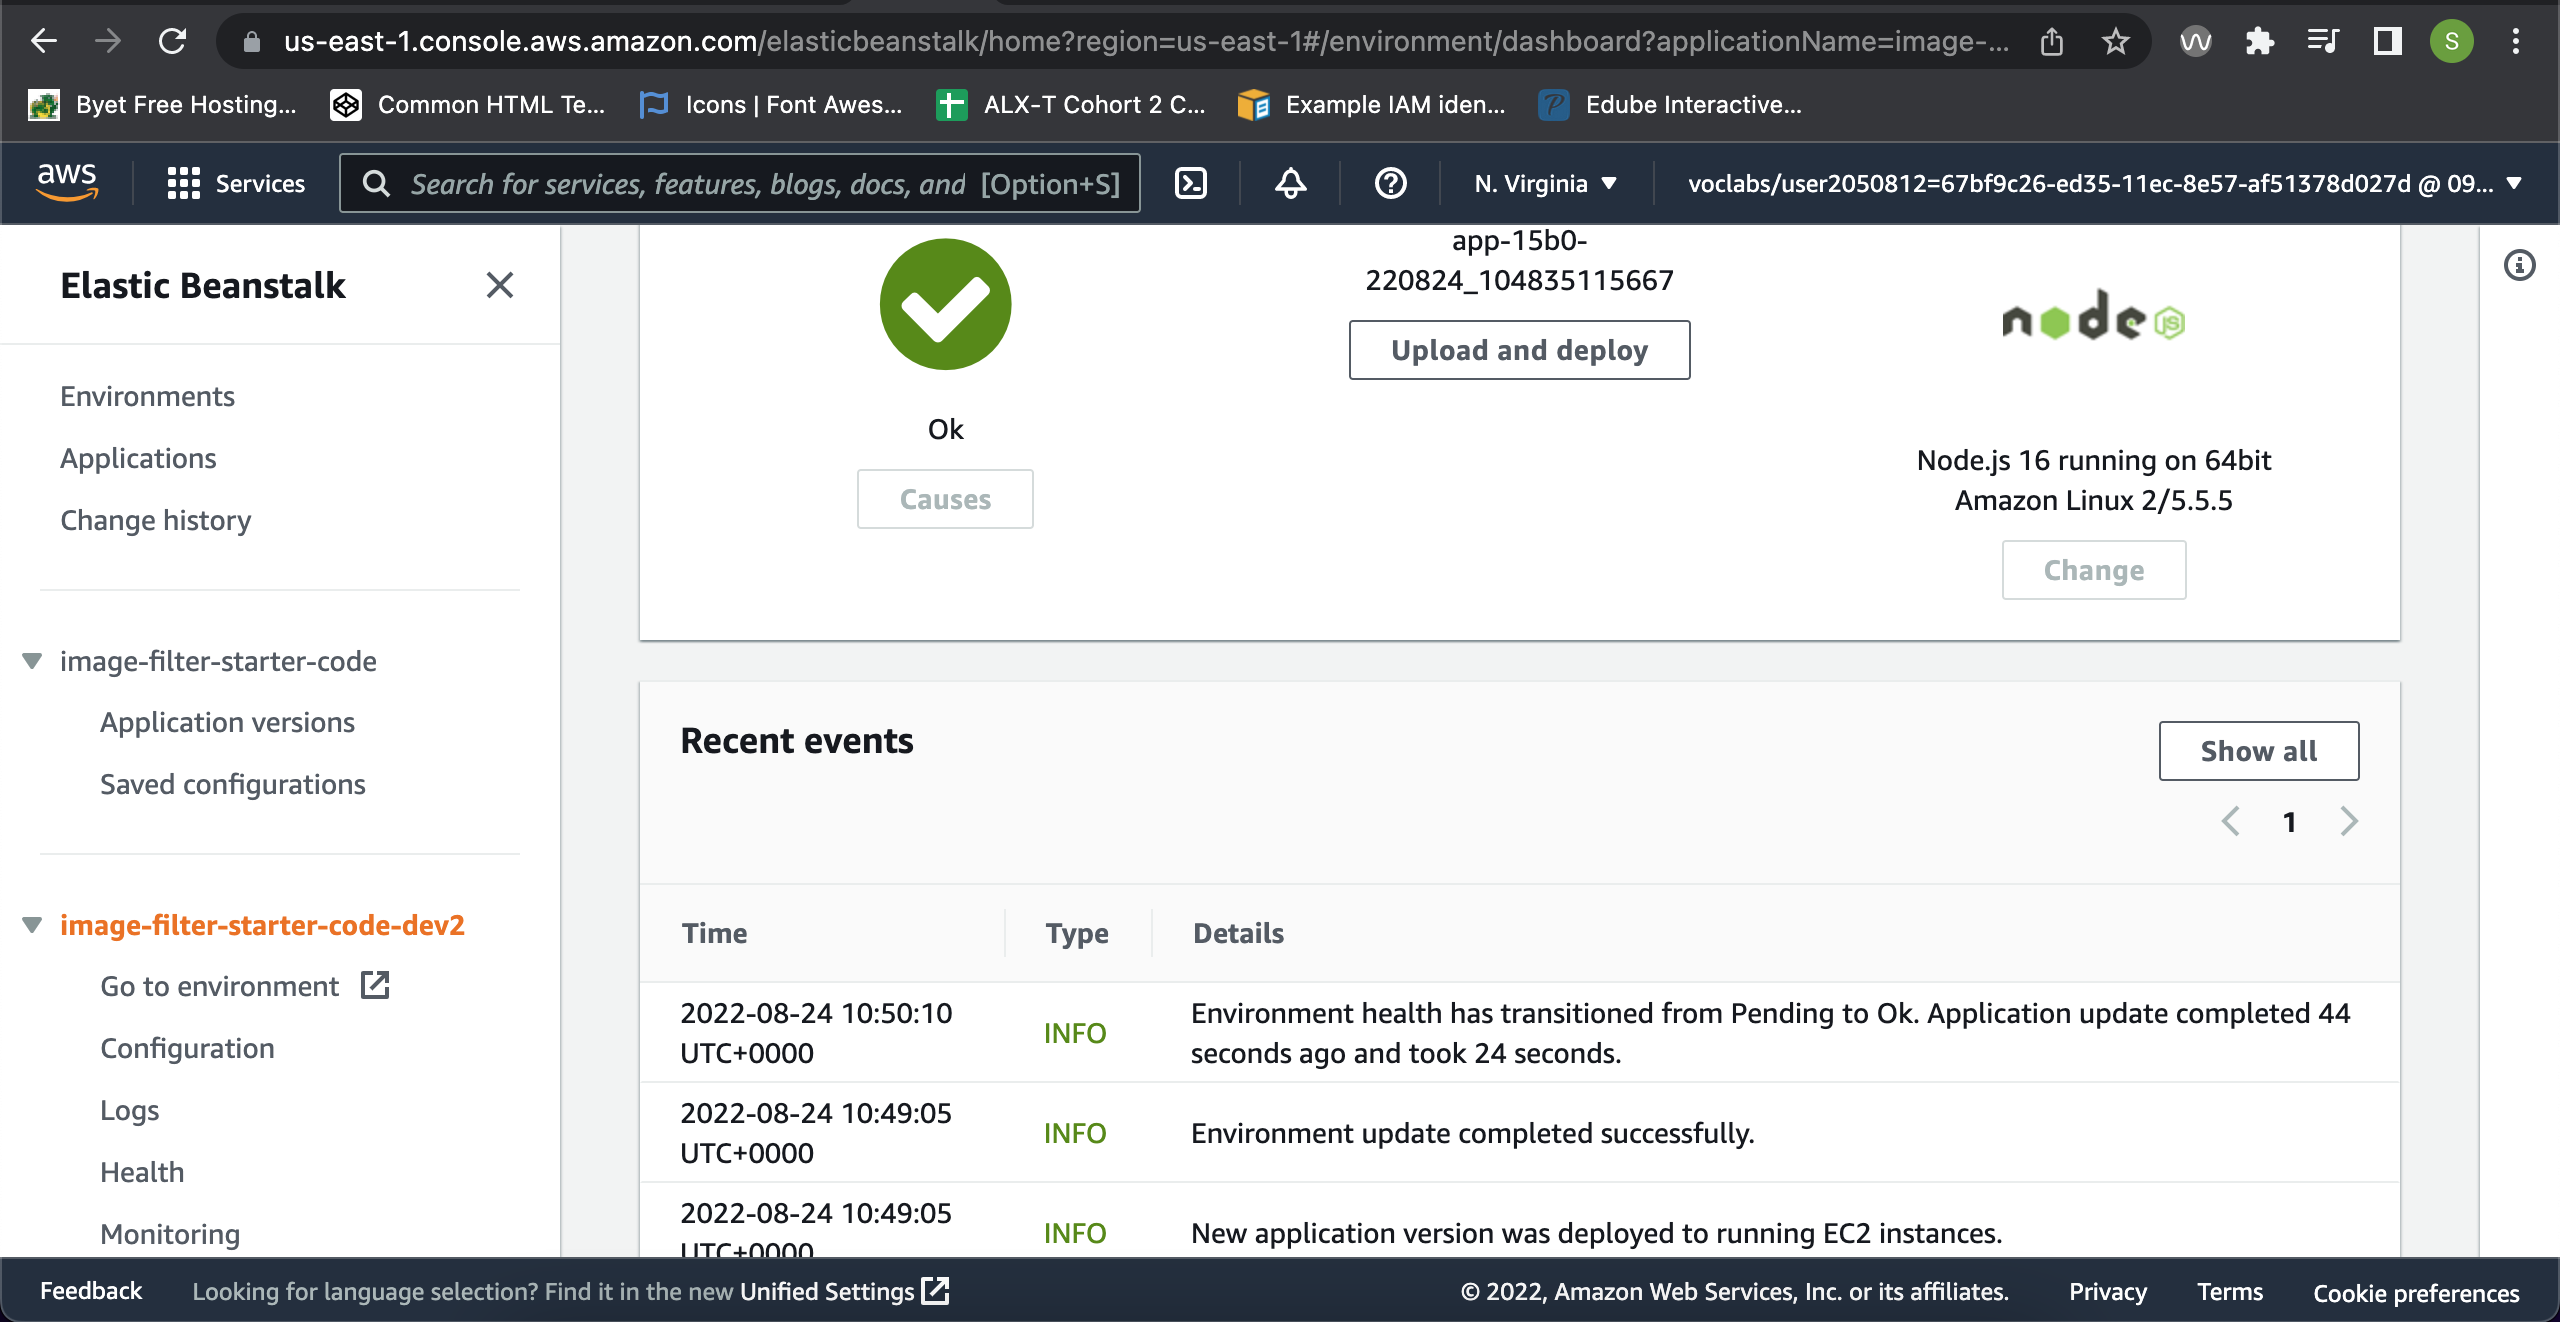 us-east-1.console.aws.amazon.com/elasticbeanstalk/home?region=us-east-1#/environment/dashboard?applicationName=image-...
S
Byet Free Hosting...
Common HTML Te...
Icons | Font Awes...
ALX-T Cohort 2 C...
Example IAM iden...
Edube Interactive...
aws
Services
Search for services, features, blogs, docs, and
[Option+S]
N. Virginia
voclabs/user2050812=67bf9c26-ed35-11ec-8e57-af51378d027d @ 09...
Elastic Beanstalk
Environments
Applications
Change history
image-filter-starter-code
Application versions
Saved configurations
image-filter-starter-code-dev2
Go to environment
Configuration
Logs
Health
Monitoring
Ok
Causes
app-15b0-
220824_104835115667
Upload and deploy
node JS
Node.js 16 running on 64bit
Amazon Linux 2/5.5.5
Change
Recent events
Show all
1
Time
Type
Details
2022-08-24 10:50:10
UTC+0000
INFO
Environment health has transitioned from Pending to Ok. Application update completed 44
seconds ago and took 24 seconds.
2022-08-24 10:49:05
UTC+0000
INFO
Environment update completed successfully.
2022-08-24 10:49:05
UTC+0000
INFO
New application version was deployed to running EC2 instances.
Feedback
Looking for language selection? Find it in the new Unified Settings
© 2022, Amazon Web Services, Inc. or its affiliates.
Privacy
Terms
Cookie preferences